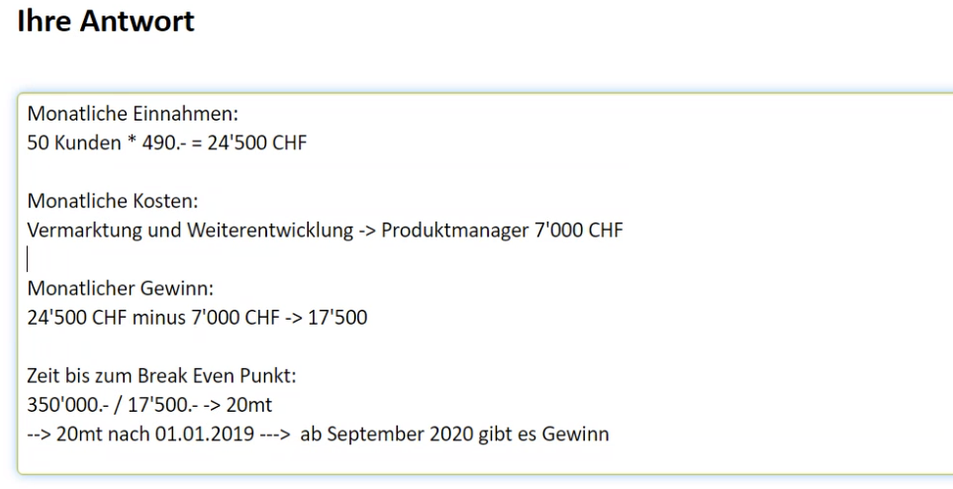 Ihre Antwort
Monatliche Einnahmen:
50 Kunden * 490.- = 24'500 CHF
Monatliche Kosten:
Vermarktung und Weiterentwicklung -> Produktmanager 7'000 CHF
Monatlicher Gewinn:
24'500 CHF minus 7'000 CHF -> 17'500
Zeit bis zum Break Even Punkt:
350'000.- / 17'500.- -> 20mt
--> 20mt nach 01.01.2019 ---> ab September 2020 gibt es Gewinn